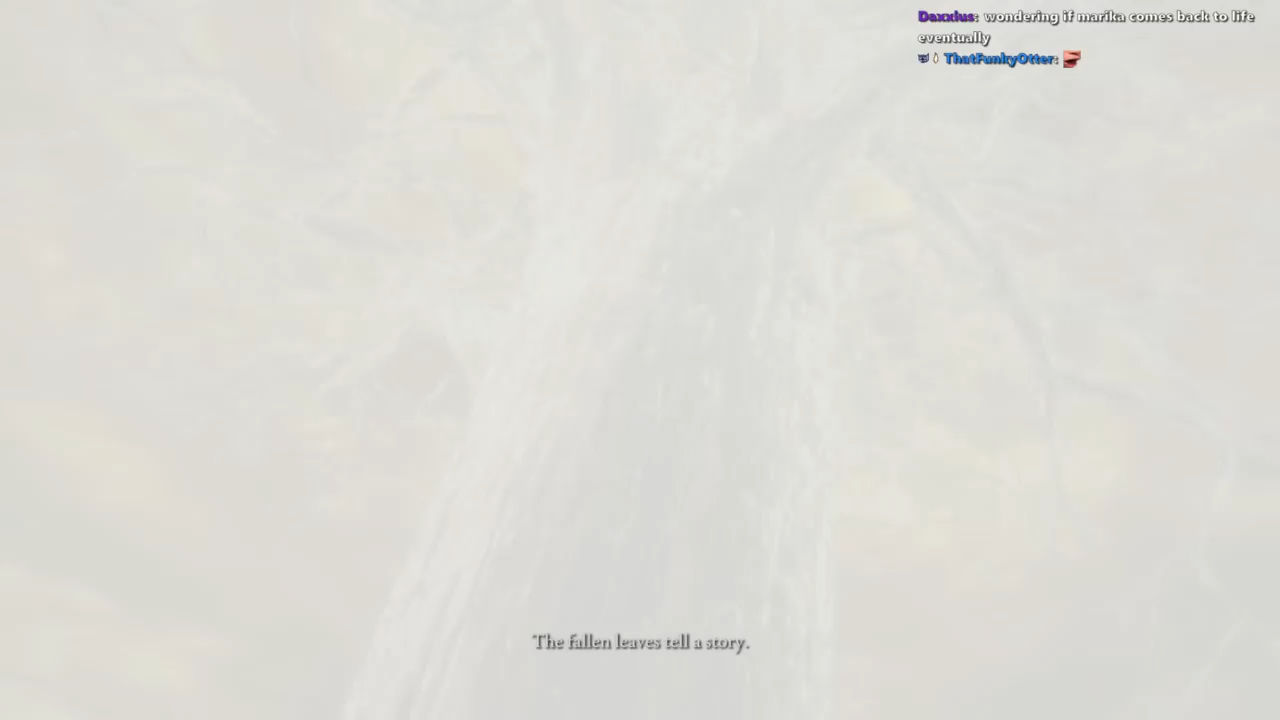 Daxxius: wondering if marika comes back to life
eventually
ThatFunkyOtter:
The fallen leaves tell a story.